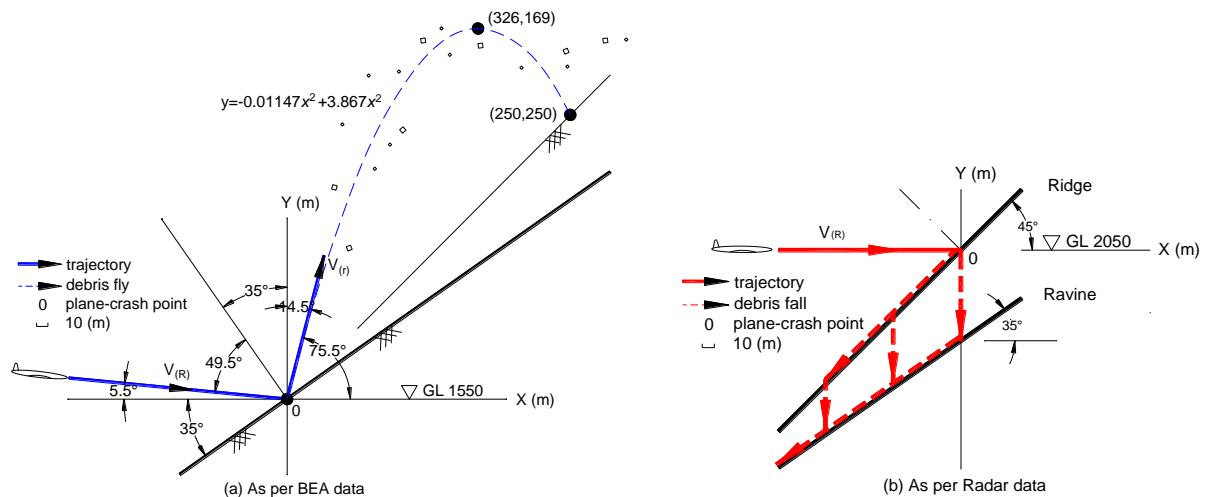 (326,169)
y=-0.01147x² +3.867x²
(250,250)
Y (m)
trajectory
debris fly
0 plane-crash point
10 (m)
V(r)
35°
14.5°
49.5°
75.5°
V(R)
5.5°
GL 1550
X (m)
0
35°
(a) As per BEA data
Y (m)
Ridge
V(R)
45°
GL 2050
X (m)
0
trajectory
debris fall
0 plane-crash point
10 (m)
Ravine
35°
(b) As per Radar data